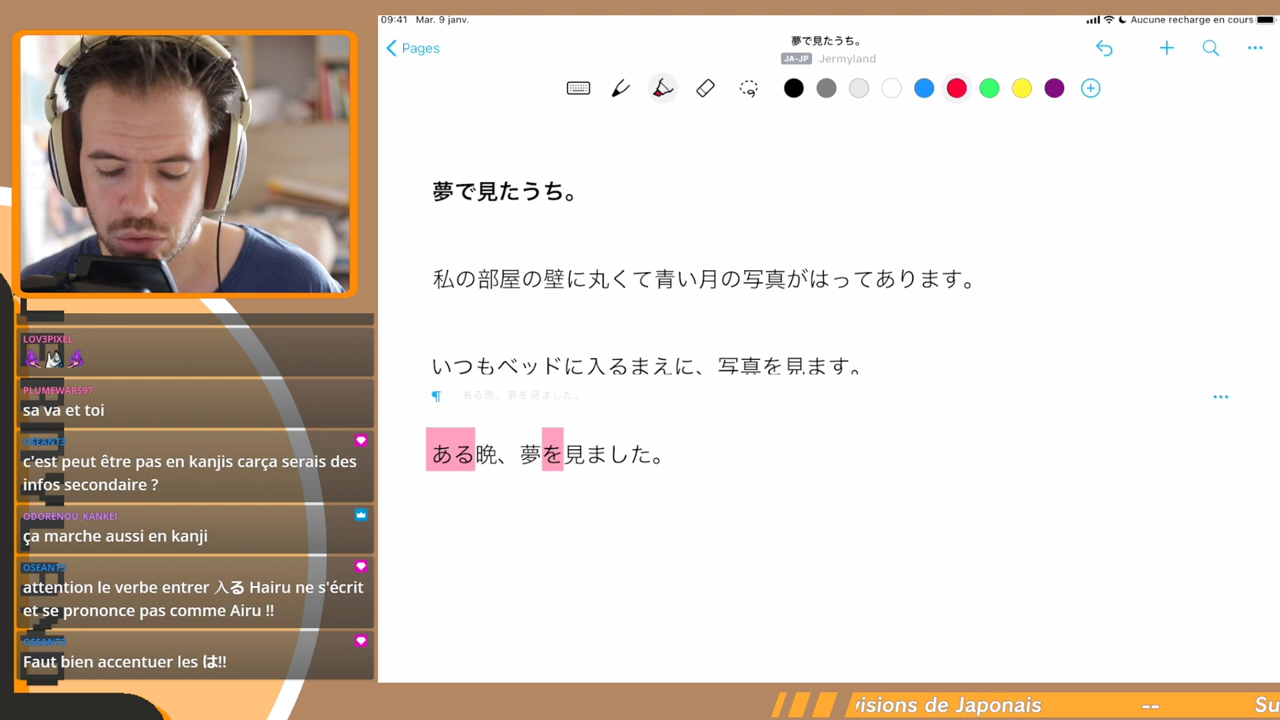 09:41 Mar. 9 janv.
Aucune recharge en cours
Pages
夢で見たうち。
JA-JP Jermyland
夢で見たうち。
私の部屋の壁に丸くて青い月の写真がはってあります。
いつもベッドに入るまえに、写真を見ます。
¶ ある晩、夢を見ました。
ある晩、夢を見ました。
LOV3PIXEL
PLUMEWARS97
sa va et toi
OSEANT3
c'est peut être pas en kanjis carça serais des
infos secondaire ?
ODORENOU_KANKEI
ça marche aussi en kanji
OSEANT3
attention le verbe entrer 入る Hairu ne s'écrit
et se prononce pas comme Airu !!
OSEANT3
Faut bien accentuer les は!!
visions de Japonais -- Su